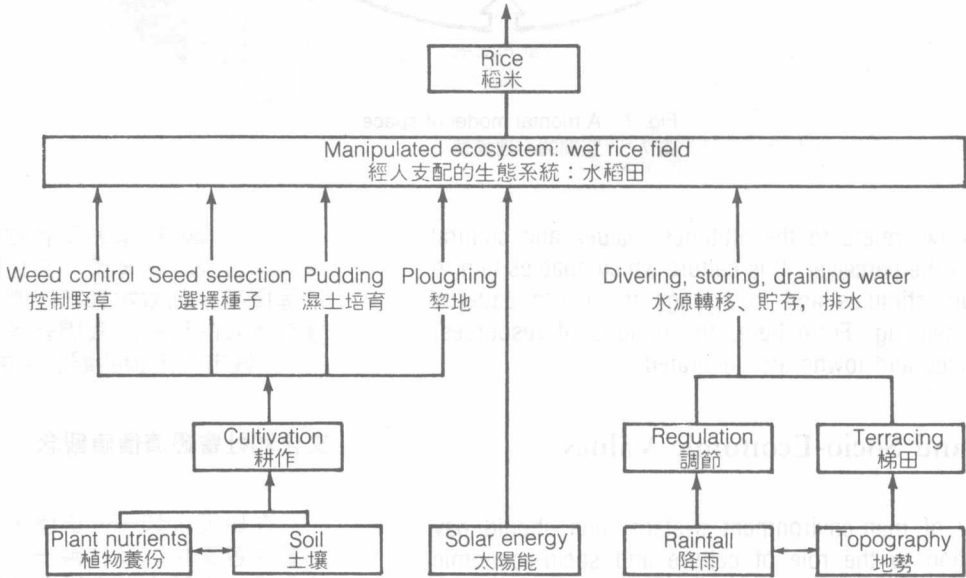 Rice
稻米
Manipulated ecosystem: wet rice field
經人支配的生態系統：水稻田
Weed control
控制野草
Seed selection
選擇種子
Pudding
濕土培育
Ploughing
犂地
Divering, storing, draining water
水源轉移、貯存，排水
Cultivation
耕作
Regulation
調節
Terracing
梯田
Plant nutrients
植物養份
Soil
土壤
Solar energy
太陽能
Rainfall
降雨
Topography
地勢